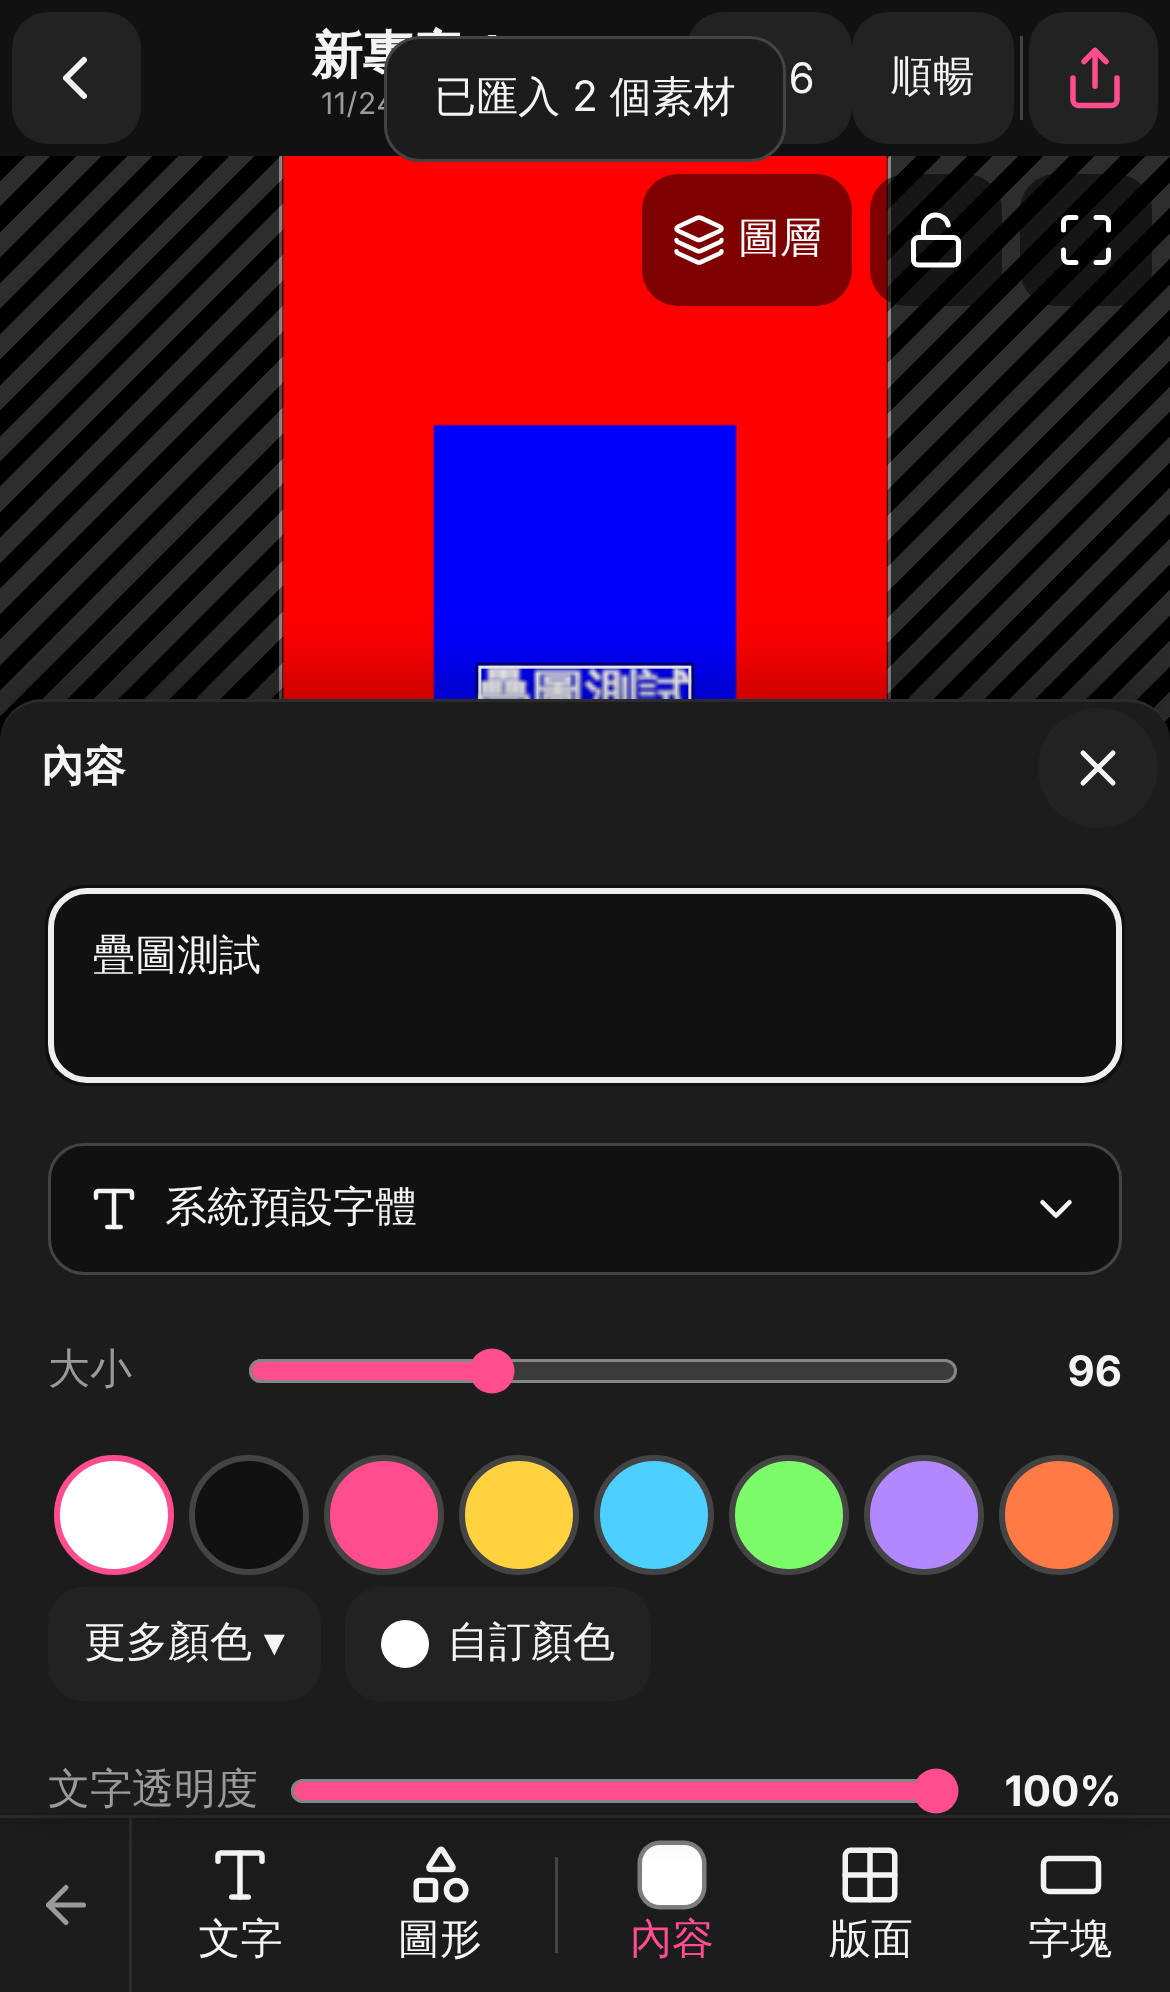 新專
11/24
已匯入 2 個素材
6
順暢
圖層
疊圖測試
內容
疊圖測試
系統預設字體
大小
96
更多顏色 ▾
自訂顏色
文字透明度
100%
文字
圖形
內容
版面
字塊